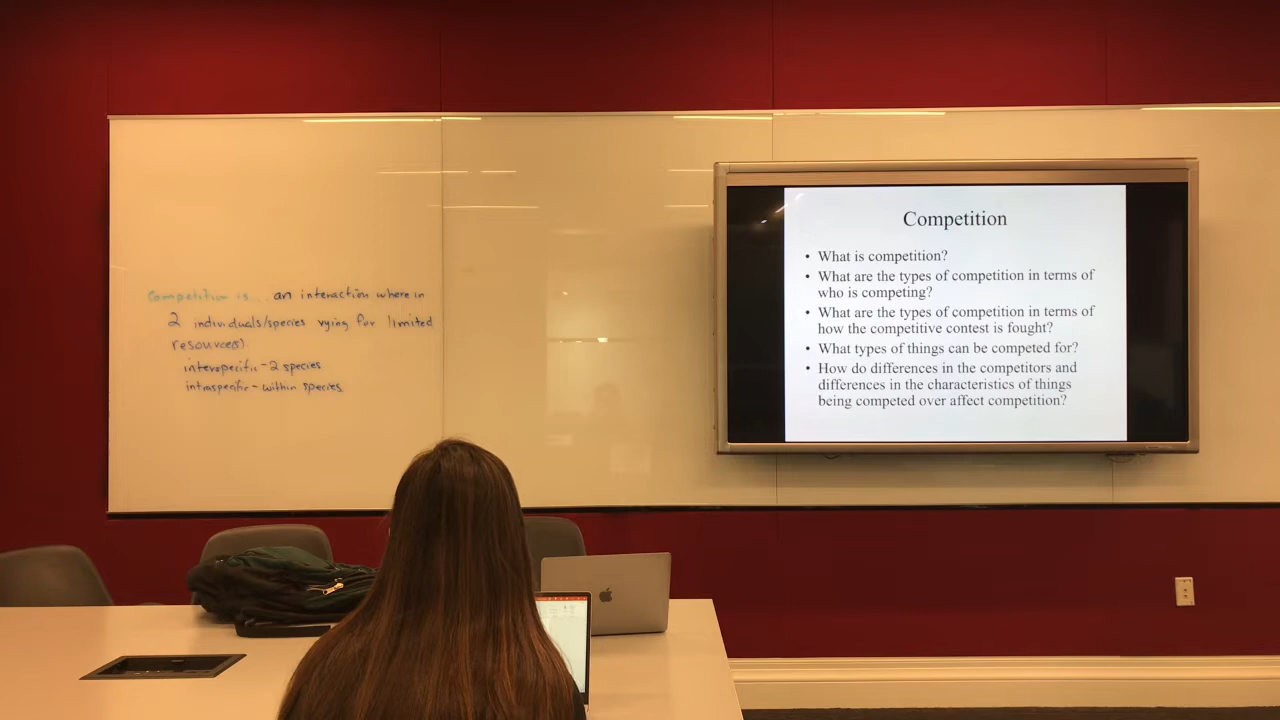 Competition is... an interaction where in
2 individuals/species vying for limited
resource(s)
interspecific - 2 species
intraspecific - within species
Competition
• What is competition?
• What are the types of competition in terms of
who is competing?
• What are the types of competition in terms of
how the competitive contest is fought?
• What types of things can be competed for?
• How do differences in the competitors and
differences in the characteristics of things
being competed over affect competition?